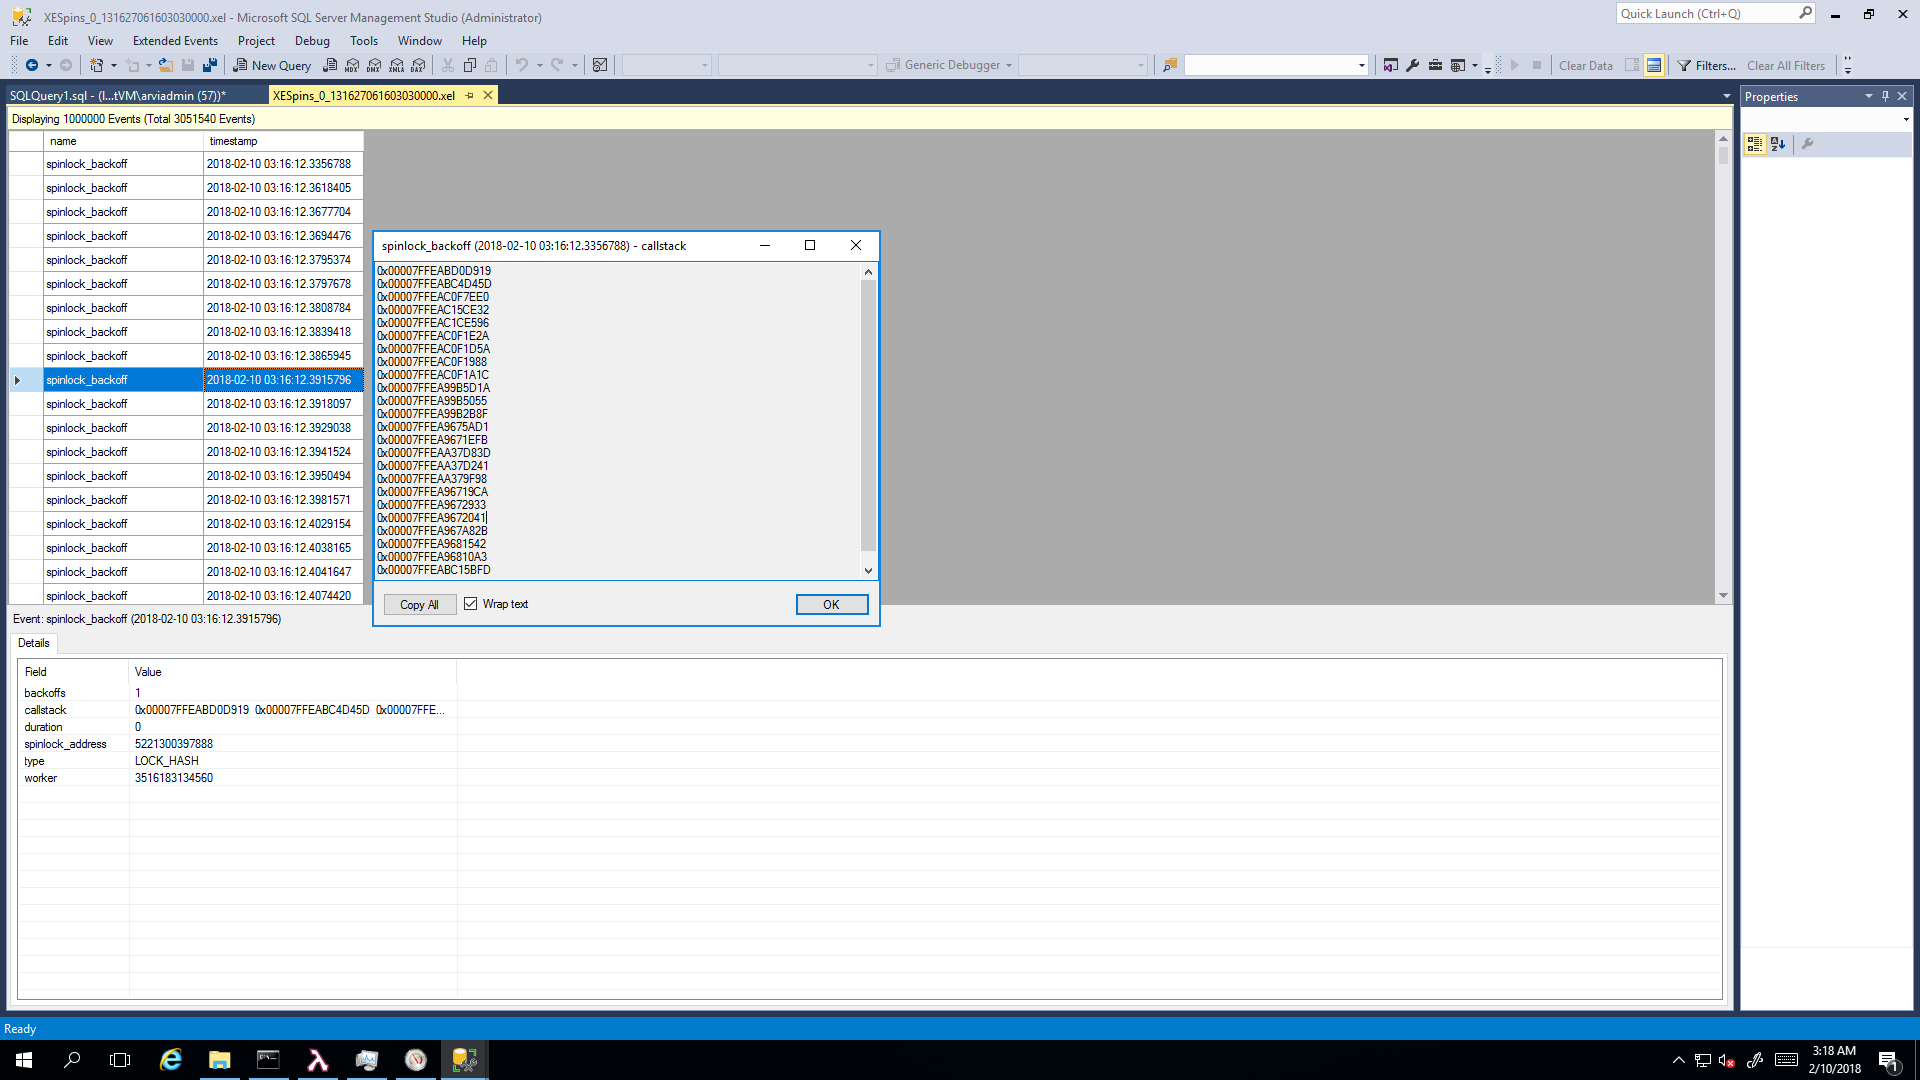 XESpins_0_131627061603030000.xel - Microsoft SQL Server Management Studio (Administrator)
Quick Launch (Ctrl+Q)
File Edit View Extended Events Project Debug Tools Window Help
New Query MDX DMX XMLA DAX Generic Debugger Clear Data Filters... Clear All Filters
SQLQuery1.sql - (l...tVM\arviadmin (57))* XESpins_0_131627061603030000.xel
Properties
Displaying 1000000 Events (Total 3051540 Events)
name timestamp
spinlock_backoff 2018-02-10 03:16:12.3356788
spinlock_backoff 2018-02-10 03:16:12.3618405
spinlock_backoff 2018-02-10 03:16:12.3677704
spinlock_backoff 2018-02-10 03:16:12.3694476
spinlock_backoff 2018-02-10 03:16:12.3795374
spinlock_backoff 2018-02-10 03:16:12.3797678
spinlock_backoff 2018-02-10 03:16:12.3808784
spinlock_backoff 2018-02-10 03:16:12.3839418
spinlock_backoff 2018-02-10 03:16:12.3865945
spinlock_backoff 2018-02-10 03:16:12.3915796
spinlock_backoff 2018-02-10 03:16:12.3918097
spinlock_backoff 2018-02-10 03:16:12.3929038
spinlock_backoff 2018-02-10 03:16:12.3941524
spinlock_backoff 2018-02-10 03:16:12.3950494
spinlock_backoff 2018-02-10 03:16:12.3981571
spinlock_backoff 2018-02-10 03:16:12.4029154
spinlock_backoff 2018-02-10 03:16:12.4038165
spinlock_backoff 2018-02-10 03:16:12.4041647
spinlock_backoff 2018-02-10 03:16:12.4074420
spinlock_backoff (2018-02-10 03:16:12.3356788) - callstack
0x00007FFEABD0D919
0x00007FFEABC4D45D
0x00007FFEAC0F7EE0
0x00007FFEAC15CE32
0x00007FFEAC1CE596
0x00007FFEAC0F1E2A
0x00007FFEAC0F1D5A
0x00007FFEAC0F1988
0x00007FFEAC0F1A1C
0x00007FFEA99B5D1A
0x00007FFEA99B5055
0x00007FFEA99B2B8F
0x00007FFEA9675AD1
0x00007FFEA9671EFB
0x00007FFEAA37D83D
0x00007FFEAA37D241
0x00007FFEAA379F98
0x00007FFEA96719CA
0x00007FFEA9672933
0x00007FFEA9672041
0x00007FFEA967A82B
0x00007FFEA9681542
0x00007FFEA96810A3
0x00007FFEABC15BFD
Copy All Wrap text OK
Event: spinlock_backoff (2018-02-10 03:16:12.3915796)
Details
Field Value
backoffs 1
callstack 0x00007FFEABD0D919 0x00007FFEABC4D45D 0x00007FFE...
duration 0
spinlock_address 5221300397888
type LOCK_HASH
worker 3516183134560
Ready
3:18 AM
2/10/2018
1